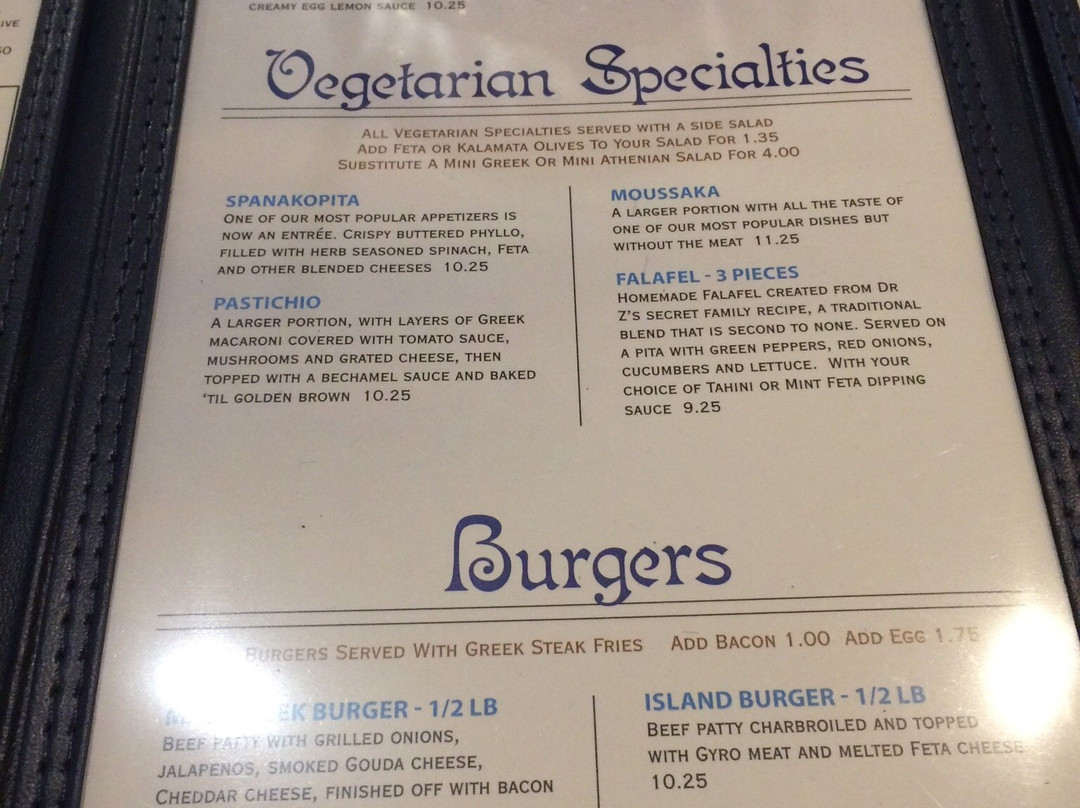 IVE
CREAMY EGG LEMON SAUCE 10.25
Vegetarian Specialties
ALL VEGETARIAN SPECIALTIES SERVED WITH A SIDE SALAD
ADD FETA OR KALAMATA OLIVES TO YOUR SALAD FOR 1.35
SUBSTITUTE A MINI GREEK OR MINI ATHENIAN SALAD FOR 4.00
SPANAKOPITA
ONE OF OUR MOST POPULAR APPETIZERS IS
NOW AN ENTRÉE. CRISPY BUTTERED PHYLLO,
FILLED WITH HERB SEASONED SPINACH, FETA
AND OTHER BLENDED CHEESES 10.25
PASTICHIO
A LARGER PORTION, WITH LAYERS OF GREEK
MACARONI COVERED WITH TOMATO SAUCE,
MUSHROOMS AND GRATED CHEESE, THEN
TOPPED WITH A BECHAMEL SAUCE AND BAKED
'TIL GOLDEN BROWN 10.25
MOUSSAKA
A LARGER PORTION WITH ALL THE TASTE OF
ONE OF OUR MOST POPULAR DISHES BUT
WITHOUT THE MEAT 11.25
FALAFEL - 3 PIECES
HOMEMADE FALAFEL CREATED FROM DR
Z'S SECRET FAMILY RECIPE, A TRADITIONAL
BLEND THAT IS SECOND TO NONE. SERVED ON
A PITA WITH GREEN PEPPERS, RED ONIONS,
CUCUMBERS AND LETTUCE. WITH YOUR
CHOICE OF TAHINI OR MINT FETA DIPPING
SAUCE 9.25
Burgers
BURGERS SERVED WITH GREEK STEAK FRIES ADD BACON 1.00 ADD EGG 1.75
BURGER - 1/2 LB
BEEF PATTY WITH GRILLED ONIONS,
JALAPENOS, SMOKED GOUDA CHEESE,
CHEDDAR CHEESE, FINISHED OFF WITH BACON
ISLAND BURGER - 1/2 LB
BEEF PATTY CHARBROILED AND TOPPED
WITH GYRO MEAT AND MELTED FETA CHEESE
10.25